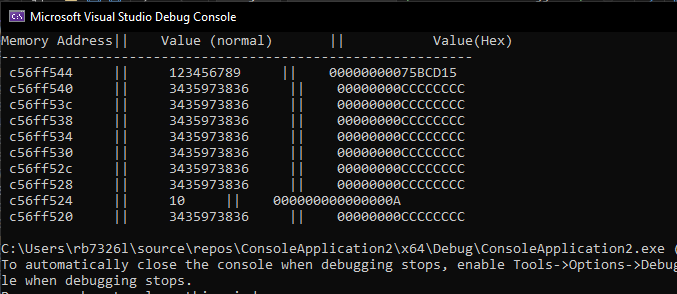 Microsoft Visual Studio Debug Console
Memory Address||    Value (normal)       ||           Value(Hex)
-----------------------------------------------------------
c56ff544     ||     123456789     ||    00000000075BCD15
c56ff540     ||     3435973836     ||    00000000CCCCCCCC
c56ff53c     ||     3435973836     ||    00000000CCCCCCCC
c56ff538     ||     3435973836     ||    00000000CCCCCCCC
c56ff534     ||     3435973836     ||    00000000CCCCCCCC
c56ff530     ||     3435973836     ||    00000000CCCCCCCC
c56ff52c     ||     3435973836     ||    00000000CCCCCCCC
c56ff528     ||     3435973836     ||    00000000CCCCCCCC
c56ff524     ||     10     ||    000000000000000A
c56ff520     ||     3435973836     ||    00000000CCCCCCCC
C:\Users\rb7326l\source\repos\ConsoleApplication2\x64\Debug\ConsoleApplication2.exe (
To automatically close the console when debugging stops, enable Tools->Options->Debug
le when debugging stops.